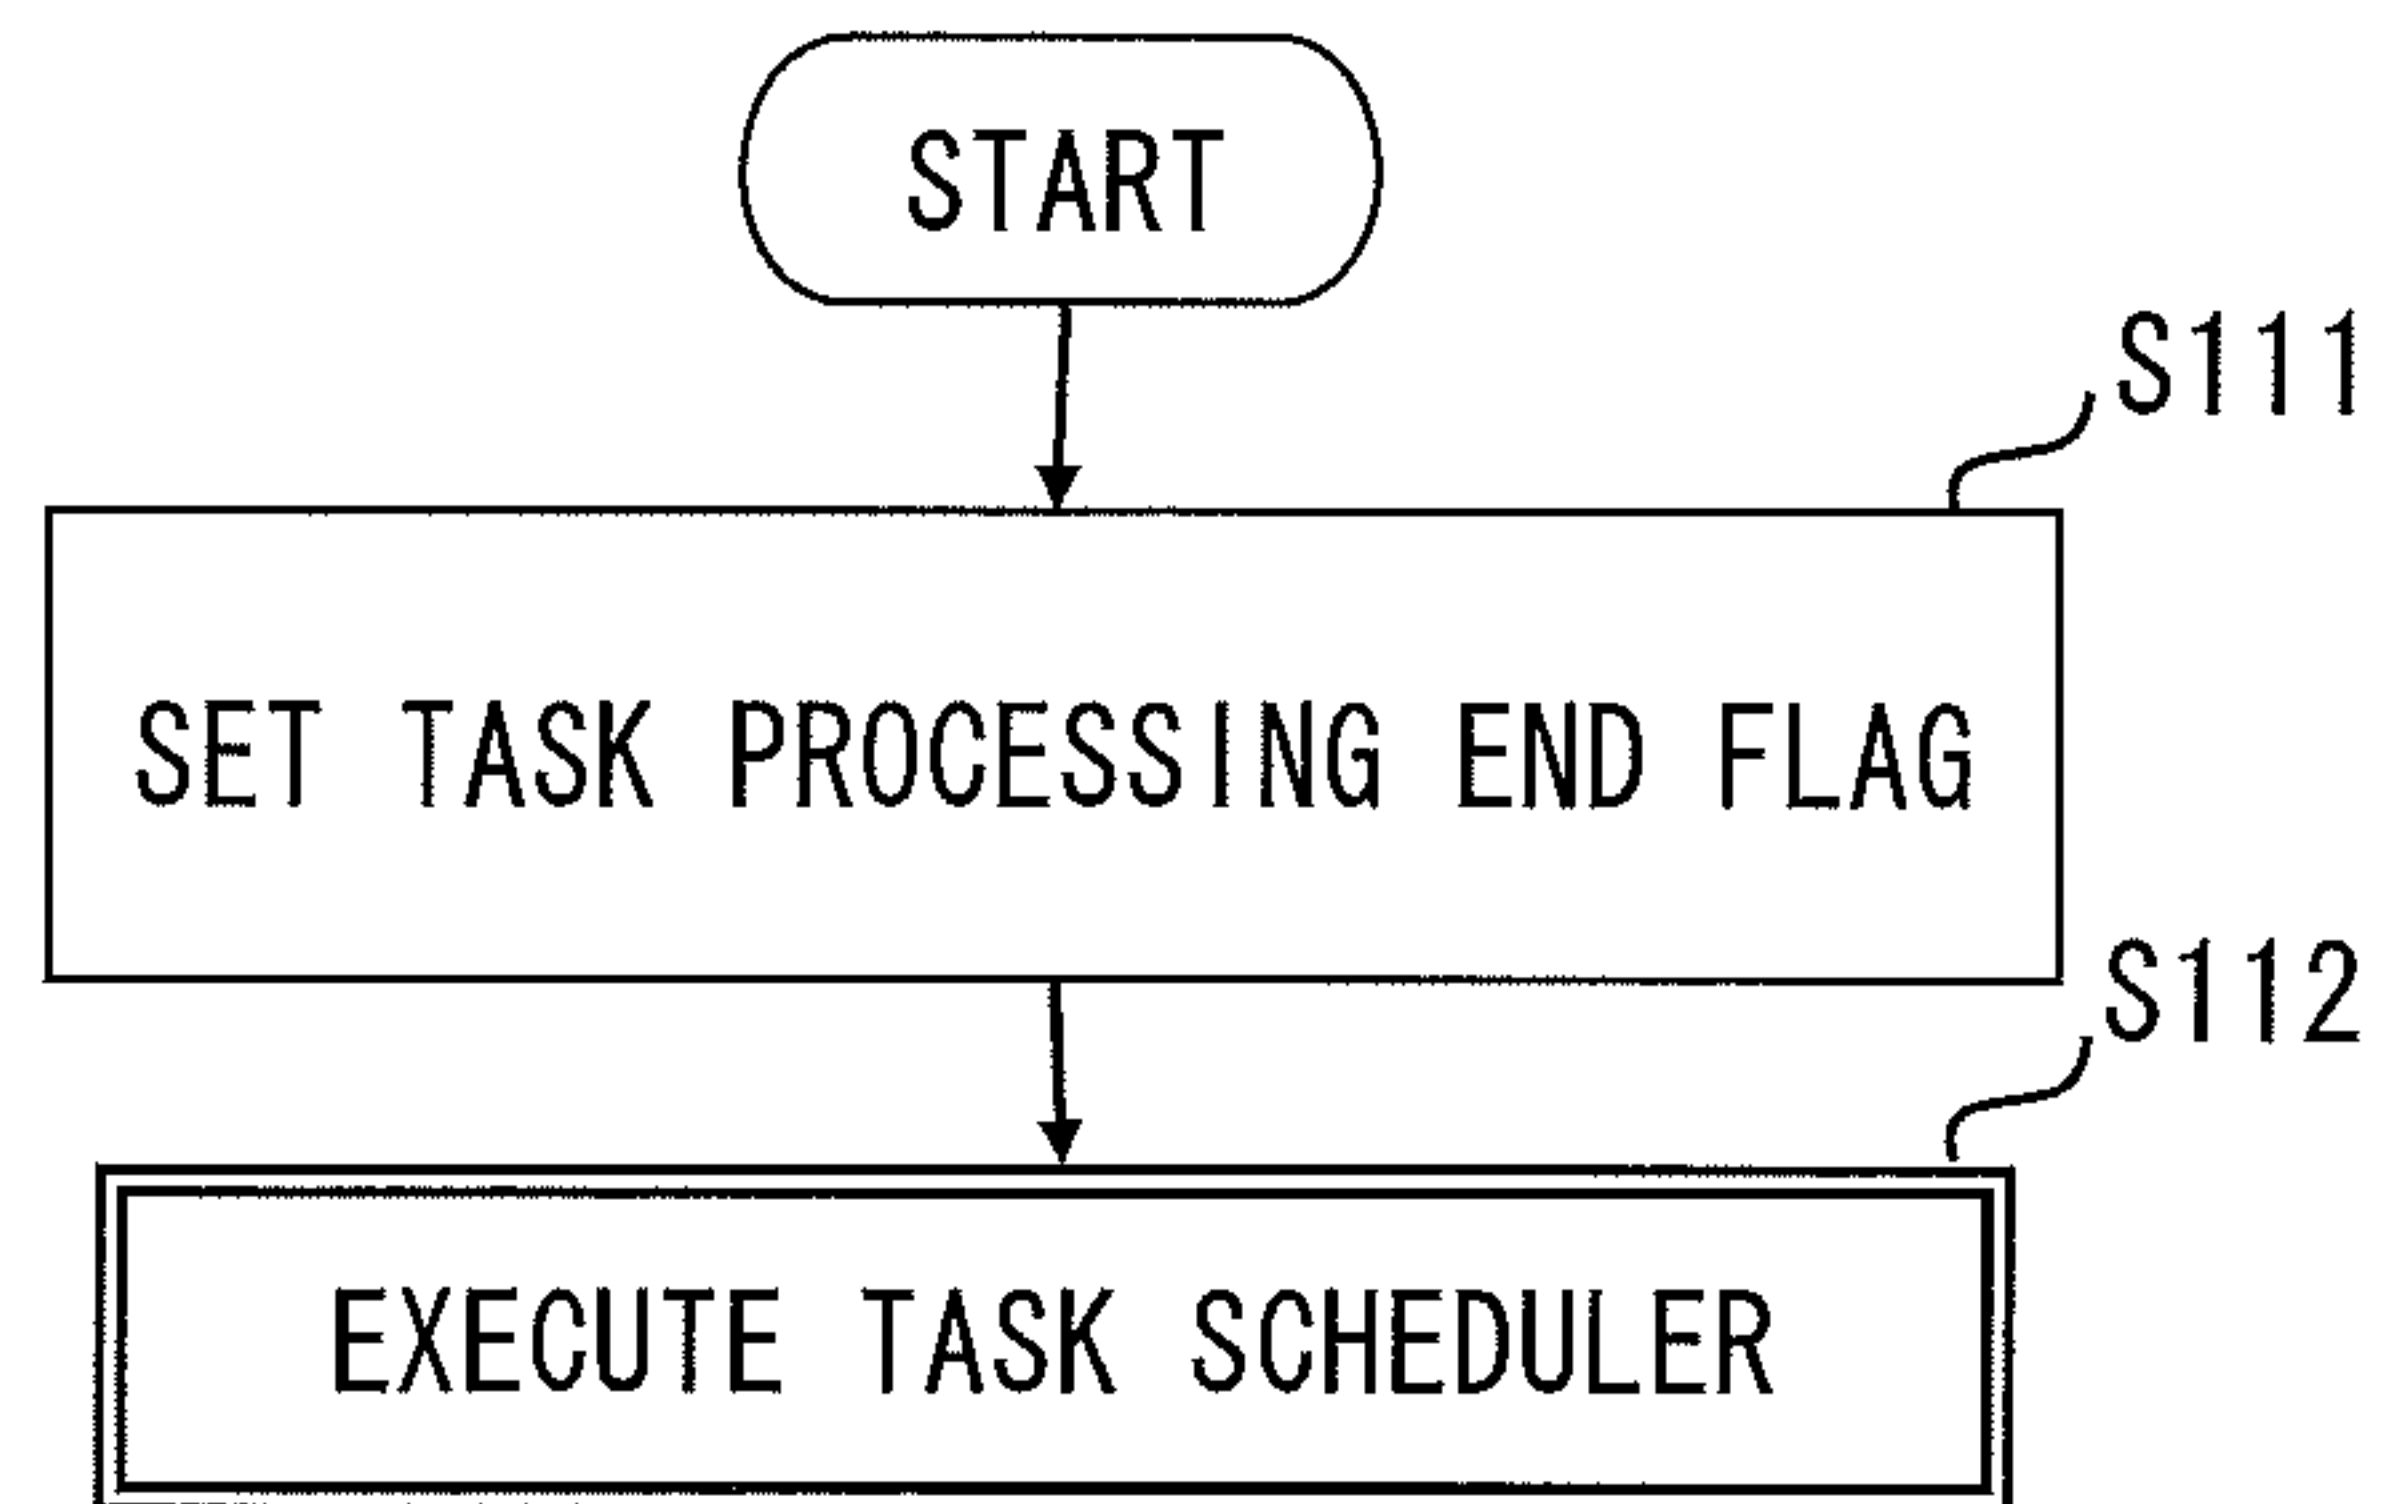 START
S111
SET TASK PROCESSING END FLAG
S112
EXECUTE TASK SCHEDULER